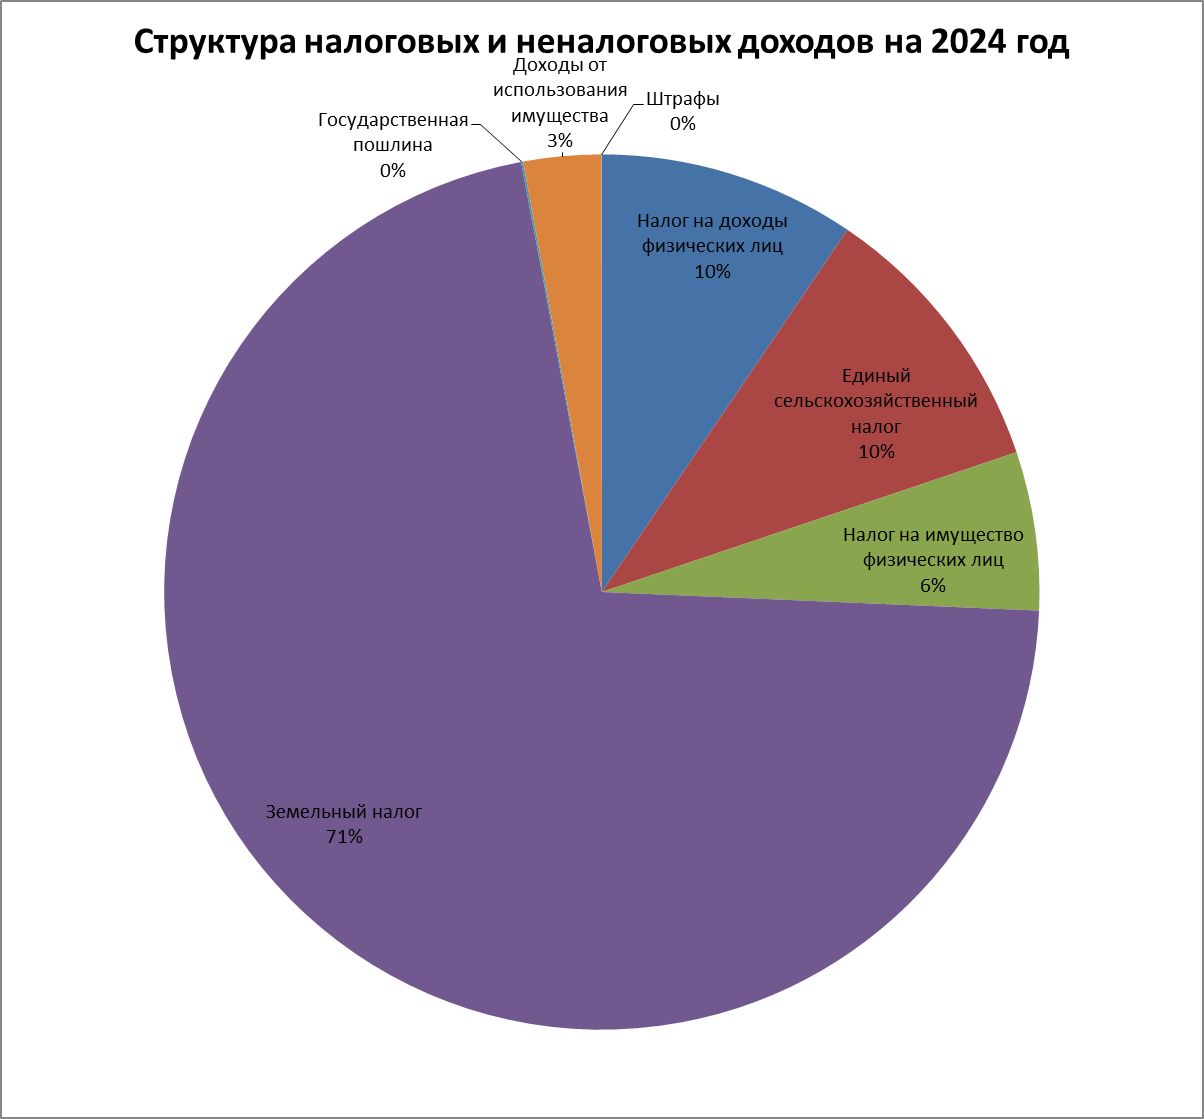 Структура налоговых и неналоговых доходов на 2024 год
Доходы от
использования
имущества
3%
Штрафы
0%
Государственная
пошлина
0%
Налог на доходы
физических лиц
10%
Единый
сельскохозяйственный
налог
10%
Налог на имущество
физических лиц
6%
Земельный налог
71%